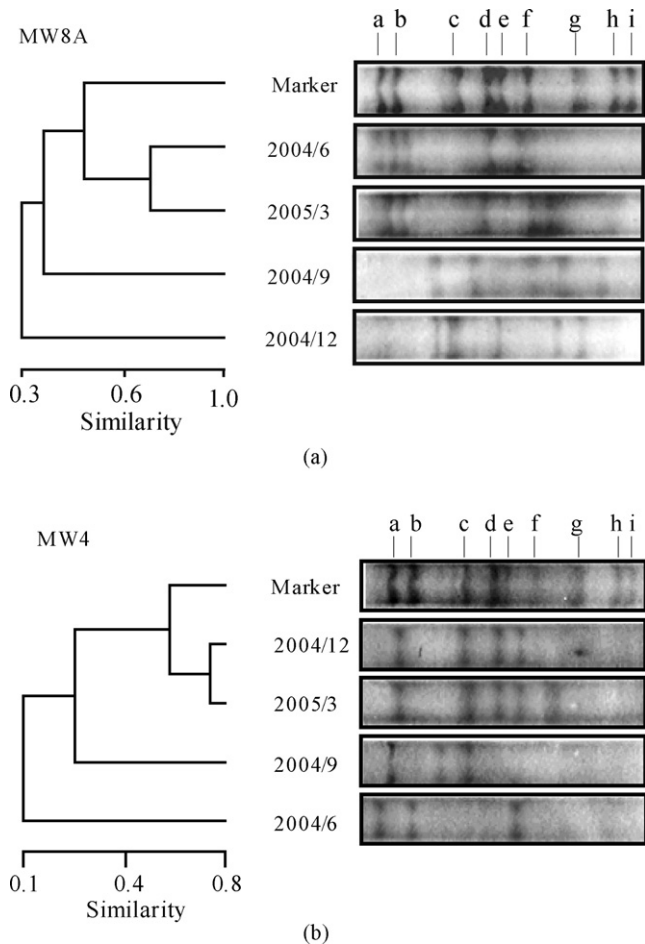 MW8A
a b c d e f g h i
Marker
2004/6
2005/3
2004/9
2004/12
0.3 0.6 1.0
Similarity
(a)
MW4
a b c d e f g h i
Marker
2004/12
2005/3
2004/9
2004/6
0.1 0.4 0.8
Similarity
(b)